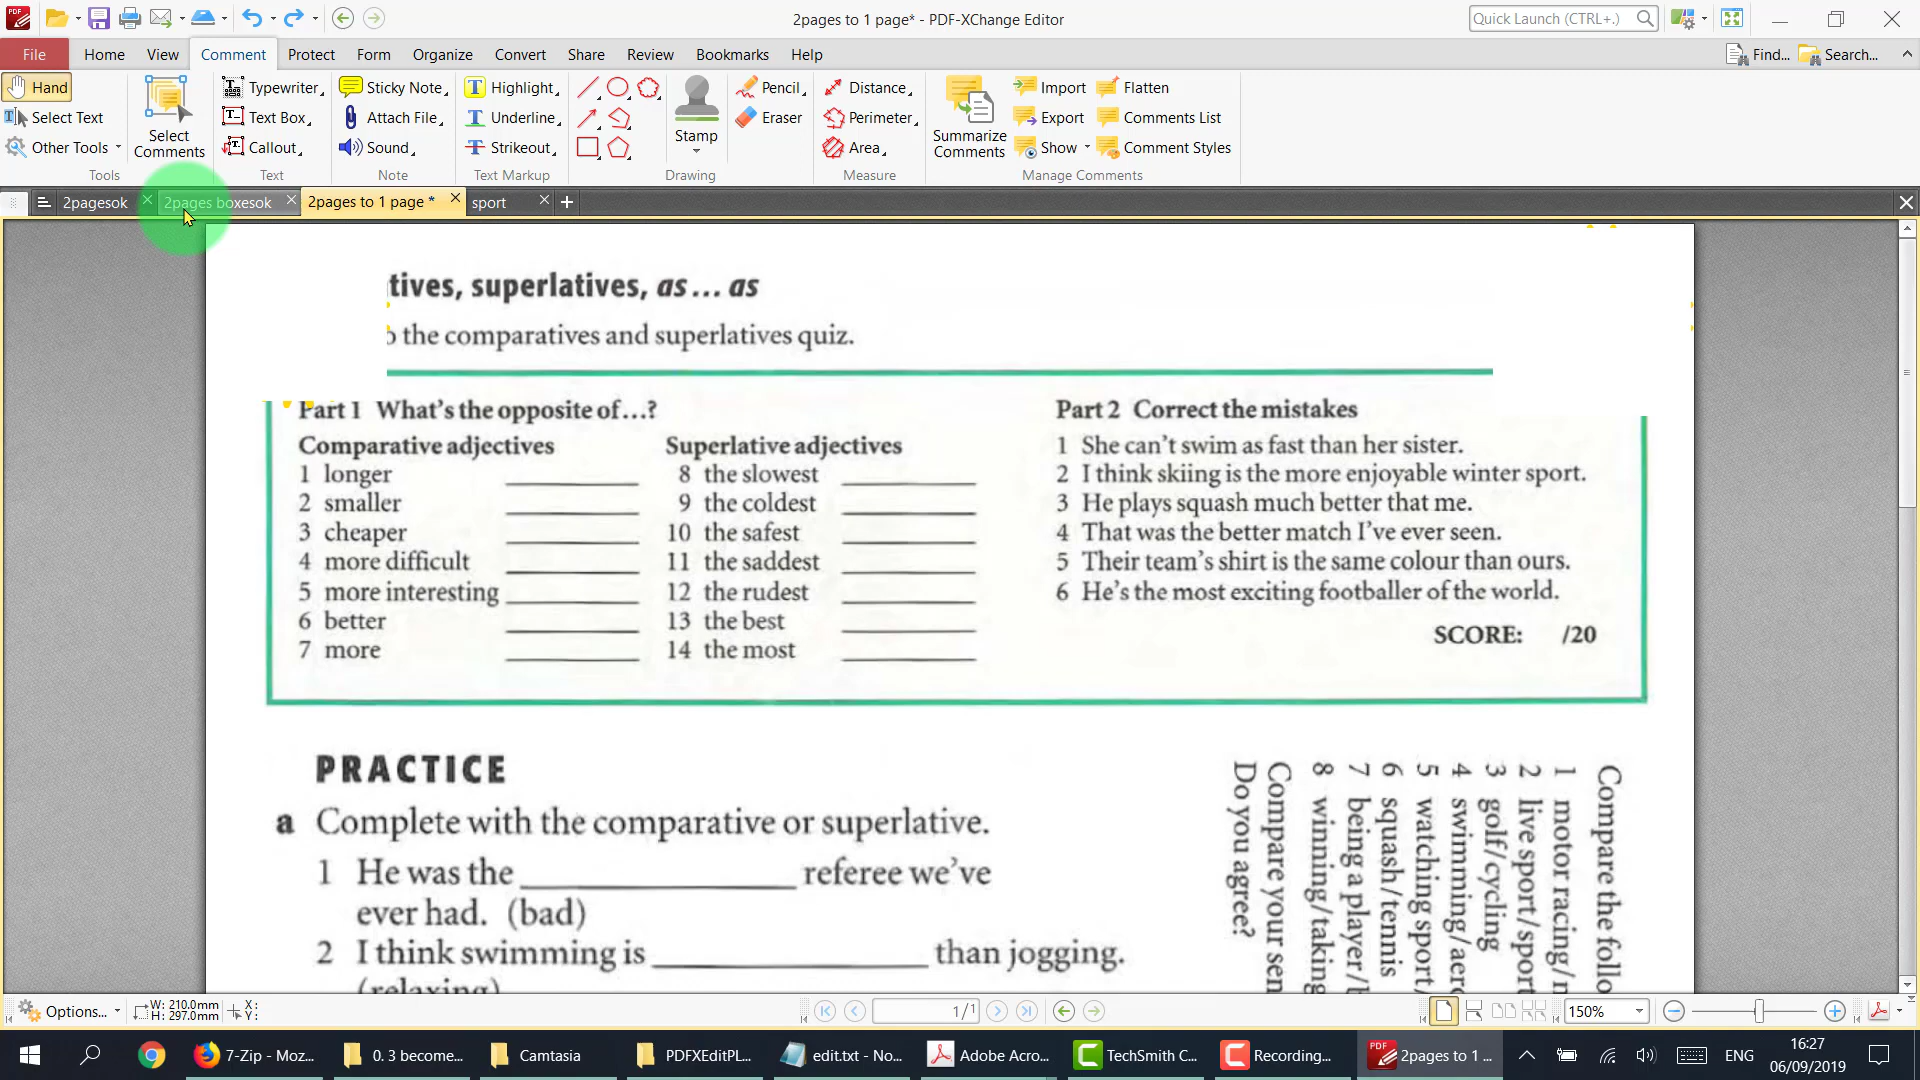 2pages to 1 page* - PDF-XChange Editor
Quick Launch (CTRL+.)
File Home View Comment Protect Form Organize Convert Share Review Bookmarks Help
Find... Search...
Hand
Select Text
Other Tools
Select Comments
Tools
Typewriter
Text Box
Callout
Text
Sticky Note
Attach File
Sound
Note
Highlight
Underline
Strikeout
Text Markup
Stamp
Pencil
Eraser
Drawing
Distance
Perimeter
Area
Measure
Summarize Comments
Import
Export
Show
Flatten
Comments List
Comment Styles
Manage Comments
2pagesok 2pages boxesok 2pages to 1 page * sport
tives, superlatives, as ... as
o the comparatives and superlatives quiz.
Part 1 What's the opposite of...?
Comparative adjectives
1 longer
2 smaller
3 cheaper
4 more difficult
5 more interesting
6 better
7 more
Superlative adjectives
8 the slowest
9 the coldest
10 the safest
11 the saddest
12 the rudest
13 the best
14 the most
Part 2 Correct the mistakes
1 She can't swim as fast than her sister.
2 I think skiing is the more enjoyable winter sport.
3 He plays squash much better that me.
4 That was the better match I've ever seen.
5 Their team's shirt is the same colour than ours.
6 He's the most exciting footballer of the world.
SCORE: /20
PRACTICE
a Complete with the comparative or superlative.
1 He was the ____________ referee we've
ever had. (bad)
2 I think swimming is ____________ than jogging.
(relaxing)
Compare the follo
1 motor racing/
2 live sport/sport
3 golf/cycling
4 swimming/aero
5 watching sport/
6 squash/tennis
7 being a player/
8 winning/taking
Compare your sen
Do you agree?
Options...
W: 210.0mm
H: 297.0mm
X:
Y:
1/1
150%
7-Zip - Moz...
0. 3 become...
Camtasia
PDFXEditPL...
edit.txt - No...
Adobe Acro...
TechSmith C...
Recording...
2pages to 1 ...
ENG
16:27
06/09/2019